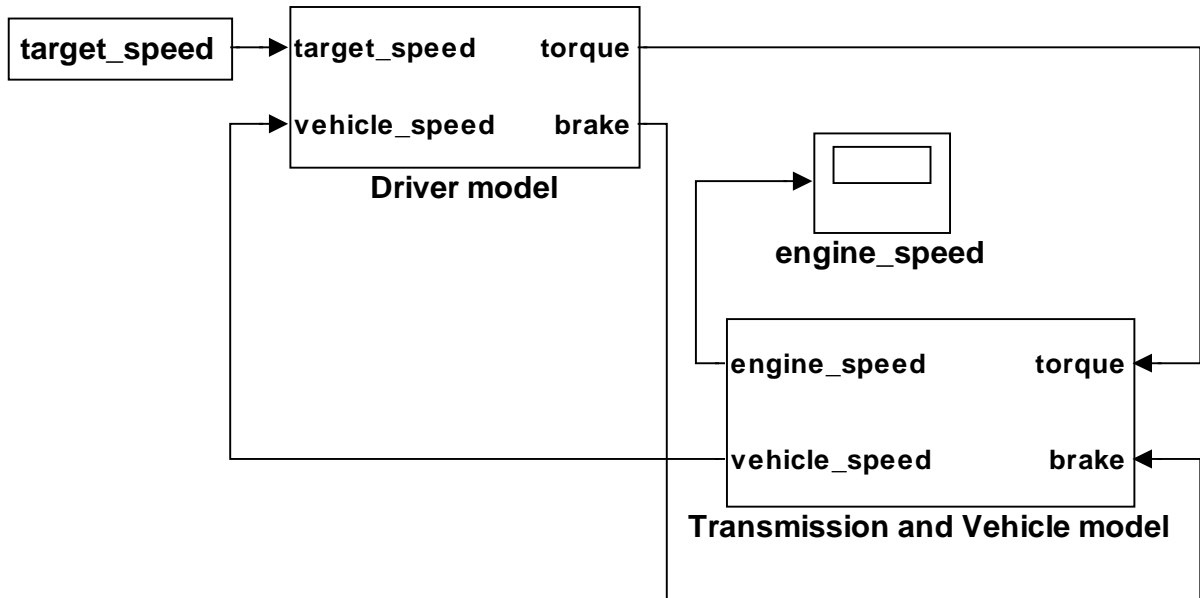 target_speed
target_speed torque
vehicle_speed brake
Driver model
engine_speed
engine_speed torque
vehicle_speed brake
Transmission and Vehicle model